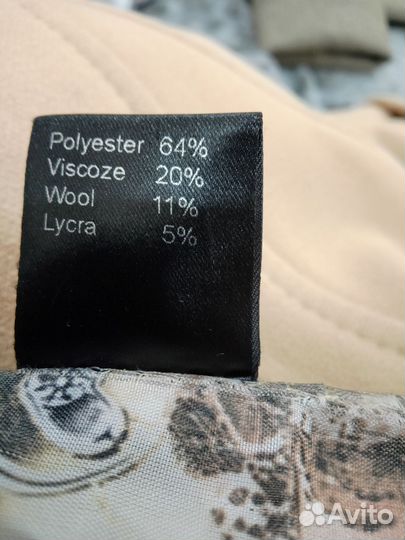 Polyester 64%
Viscoze 20%
Wool 11%
Lycra 5%
Avito